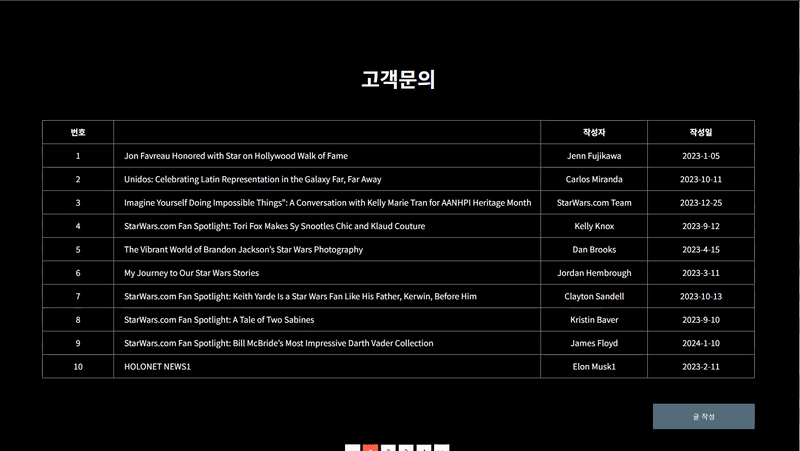 고객문의
번호 작성자 작성일
1 Jon Favreau Honored with Star on Hollywood Walk of Fame Jenn Fujikawa 2023-1-05
2 Unidos: Celebrating Latin Representation in the Galaxy Far, Far Away Carlos Miranda 2023-10-11
3 Imagine Yourself Doing Impossible Things": A Conversation with Kelly Marie Tran for AANHPI Heritage Month StarWars.com Team 2023-12-25
4 StarWars.com Fan Spotlight: Tori Fox Makes Sy Snootles Chic and Klaud Couture Kelly Knox 2023-9-12
5 The Vibrant World of Brandon Jackson's Star Wars Photography Dan Brooks 2023-4-15
6 My Journey to Our Star Wars Stories Jordan Hembrough 2023-3-11
7 StarWars.com Fan Spotlight: Keith Yarde Is a Star Wars Fan Like His Father, Kerwin, Before Him Clayton Sandell 2023-10-13
8 StarWars.com Fan Spotlight: A Tale of Two Sabines Kristin Baver 2023-9-10
9 StarWars.com Fan Spotlight: Bill McBride's Most Impressive Darth Vader Collection James Floyd 2024-1-10
10 HOLONET NEWS1 Elon Musk1 2023-2-11
글 작성